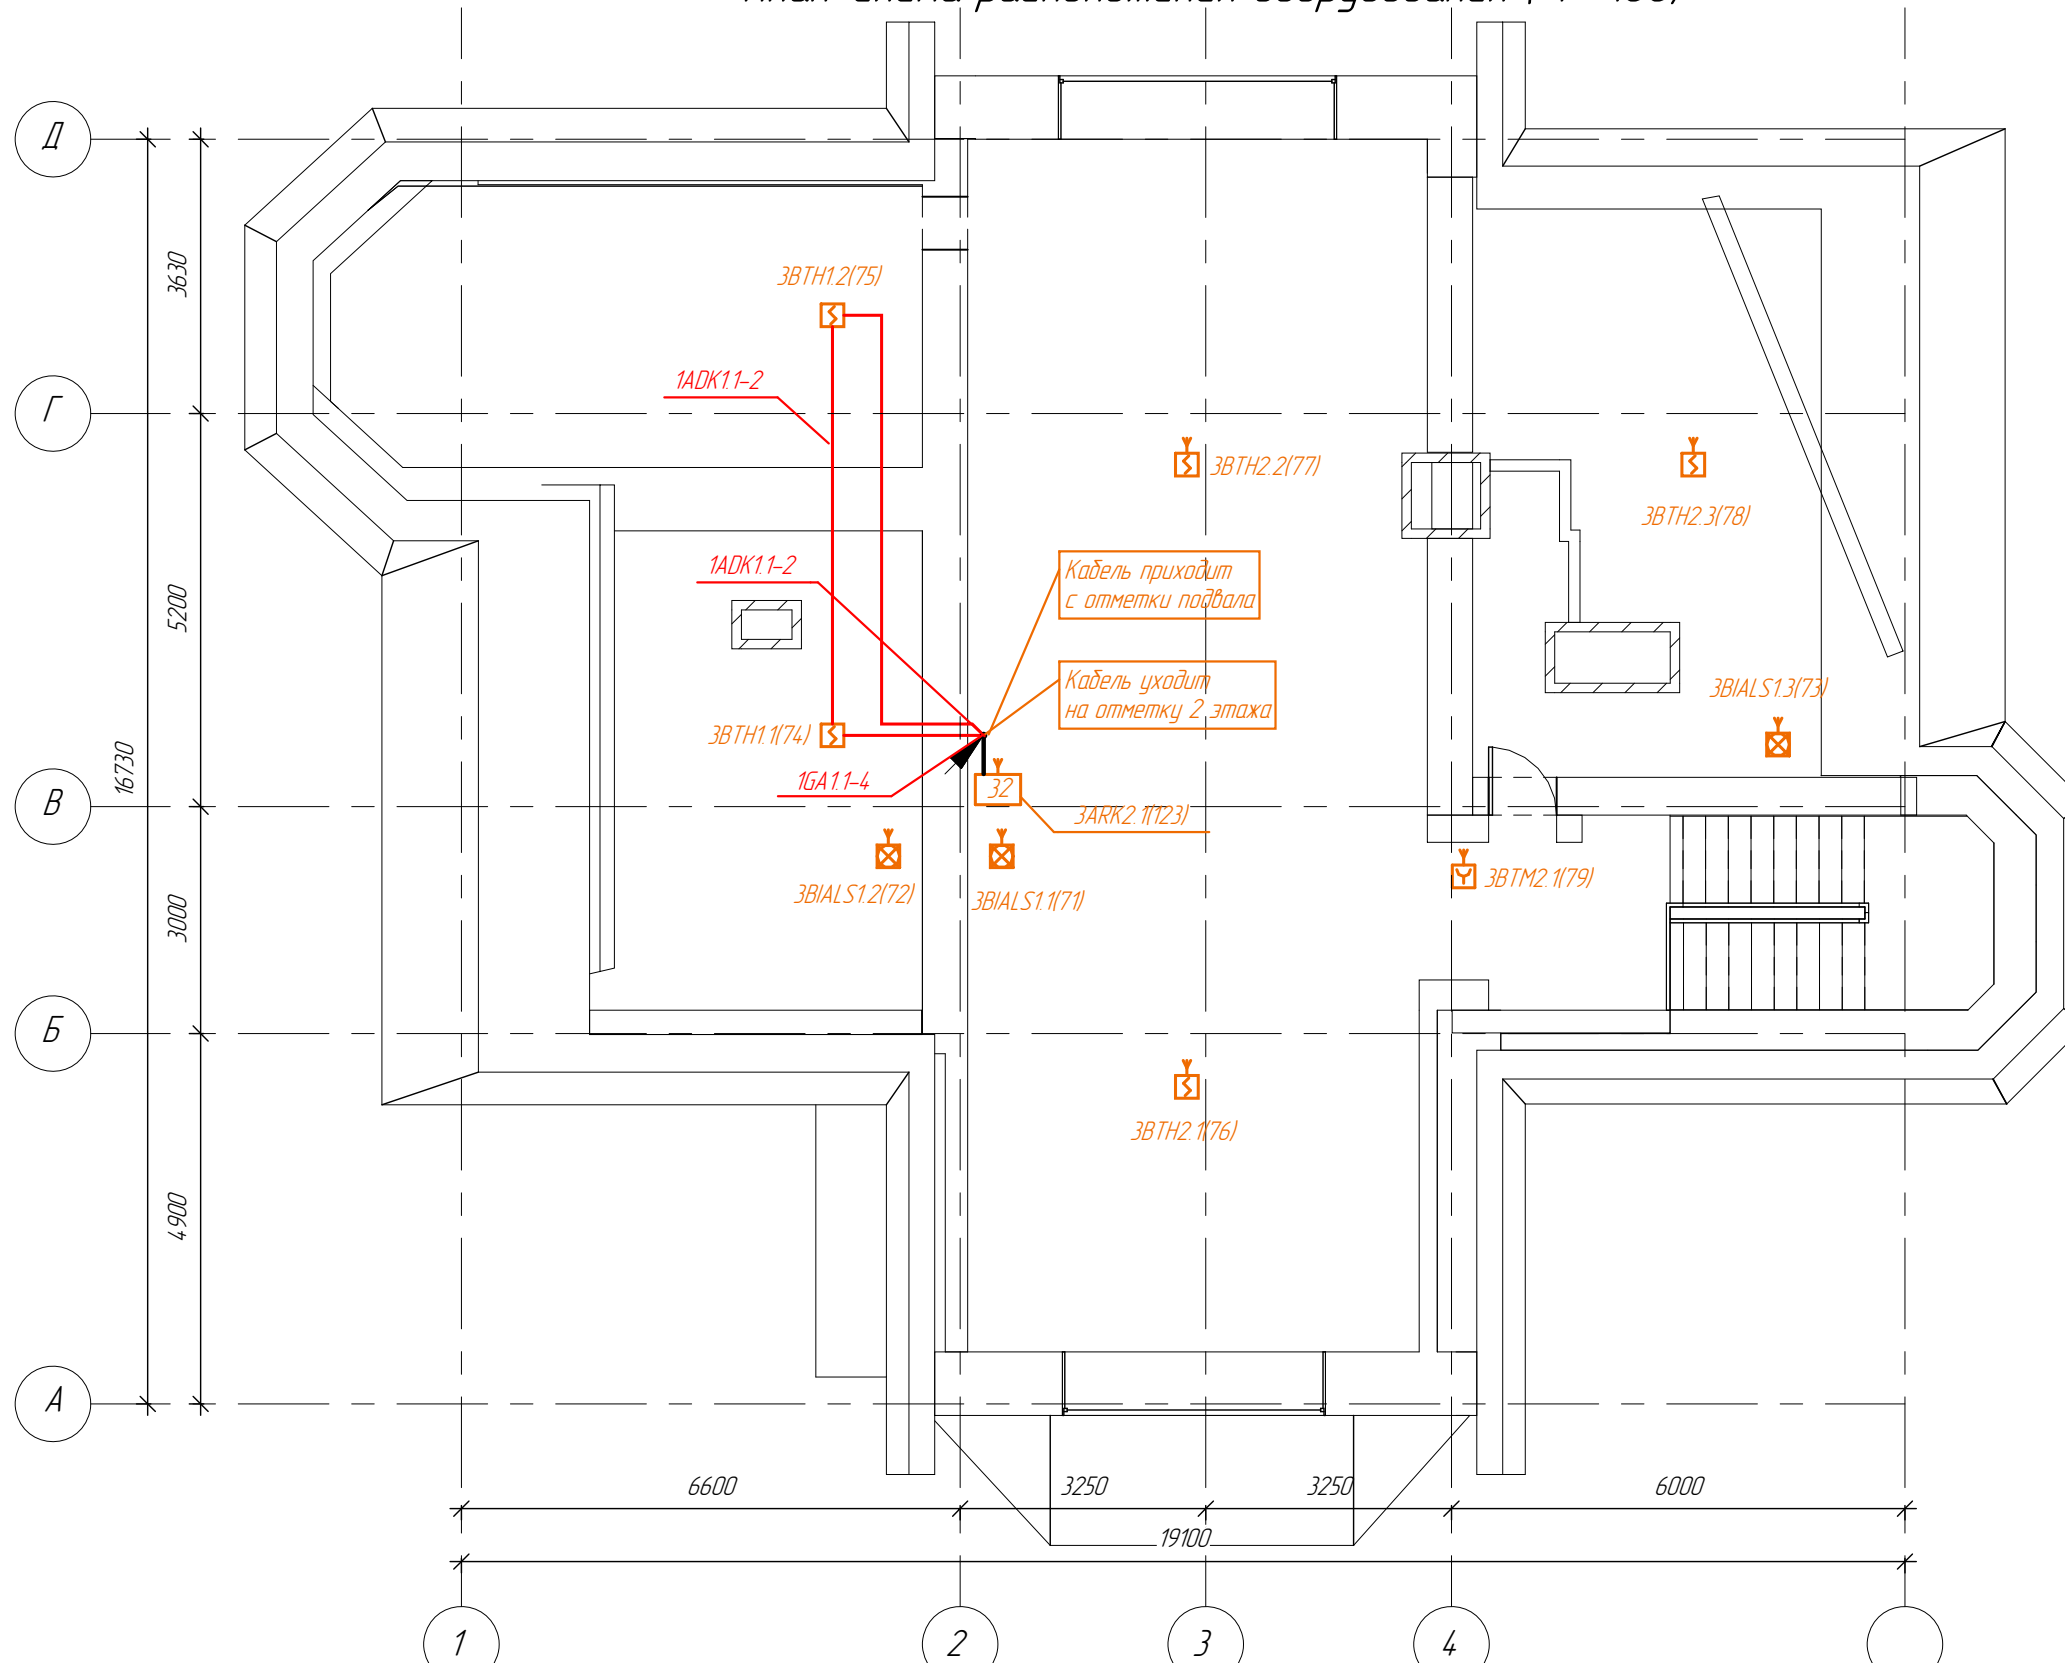 Д
3630
3BTH1.2(75)
1ADK1.1-2
Г
3BTH2.2(77)
3BTH2.3(78)
1ADK1.1-2
Кабель приходит
с отметки подвала
5200
Кабель уходит
на отметку 2 этажа
3BIALS1.3(73)
3BTH1.1(74)
16730
1GA1.1-4
32
3ARK2.1(123)
В
3BIALS1.2(72)
3BIALS1.1(71)
3BTM2.1(79)
3000
Б
3BTH2.1(76)
4900
А
6600
3250
3250
6000
19100
1
2
3
4